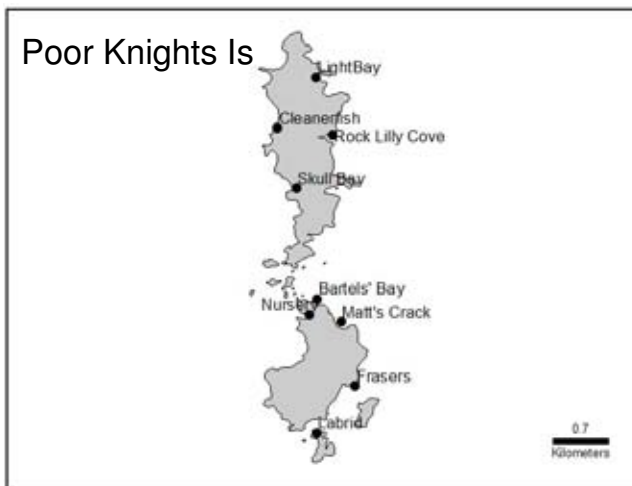 Poor Knights Is
LightBay
Cleanerfish
Rock Lilly Cove
Skull Bay
Bartels' Bay
Nursery
Matt's Crack
Frasers
Labrid
0.7
Kilometers